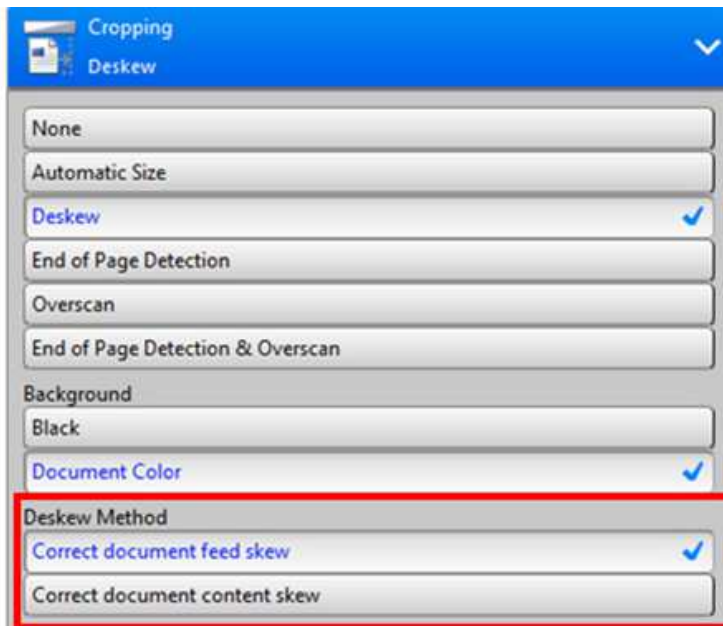 Cropping
Deskew
None
Automatic Size
Deskew
End of Page Detection
Overscan
End of Page Detection & Overscan
Background
Black
Document Color
Deskew Method
Correct document feed skew
Correct document content skew